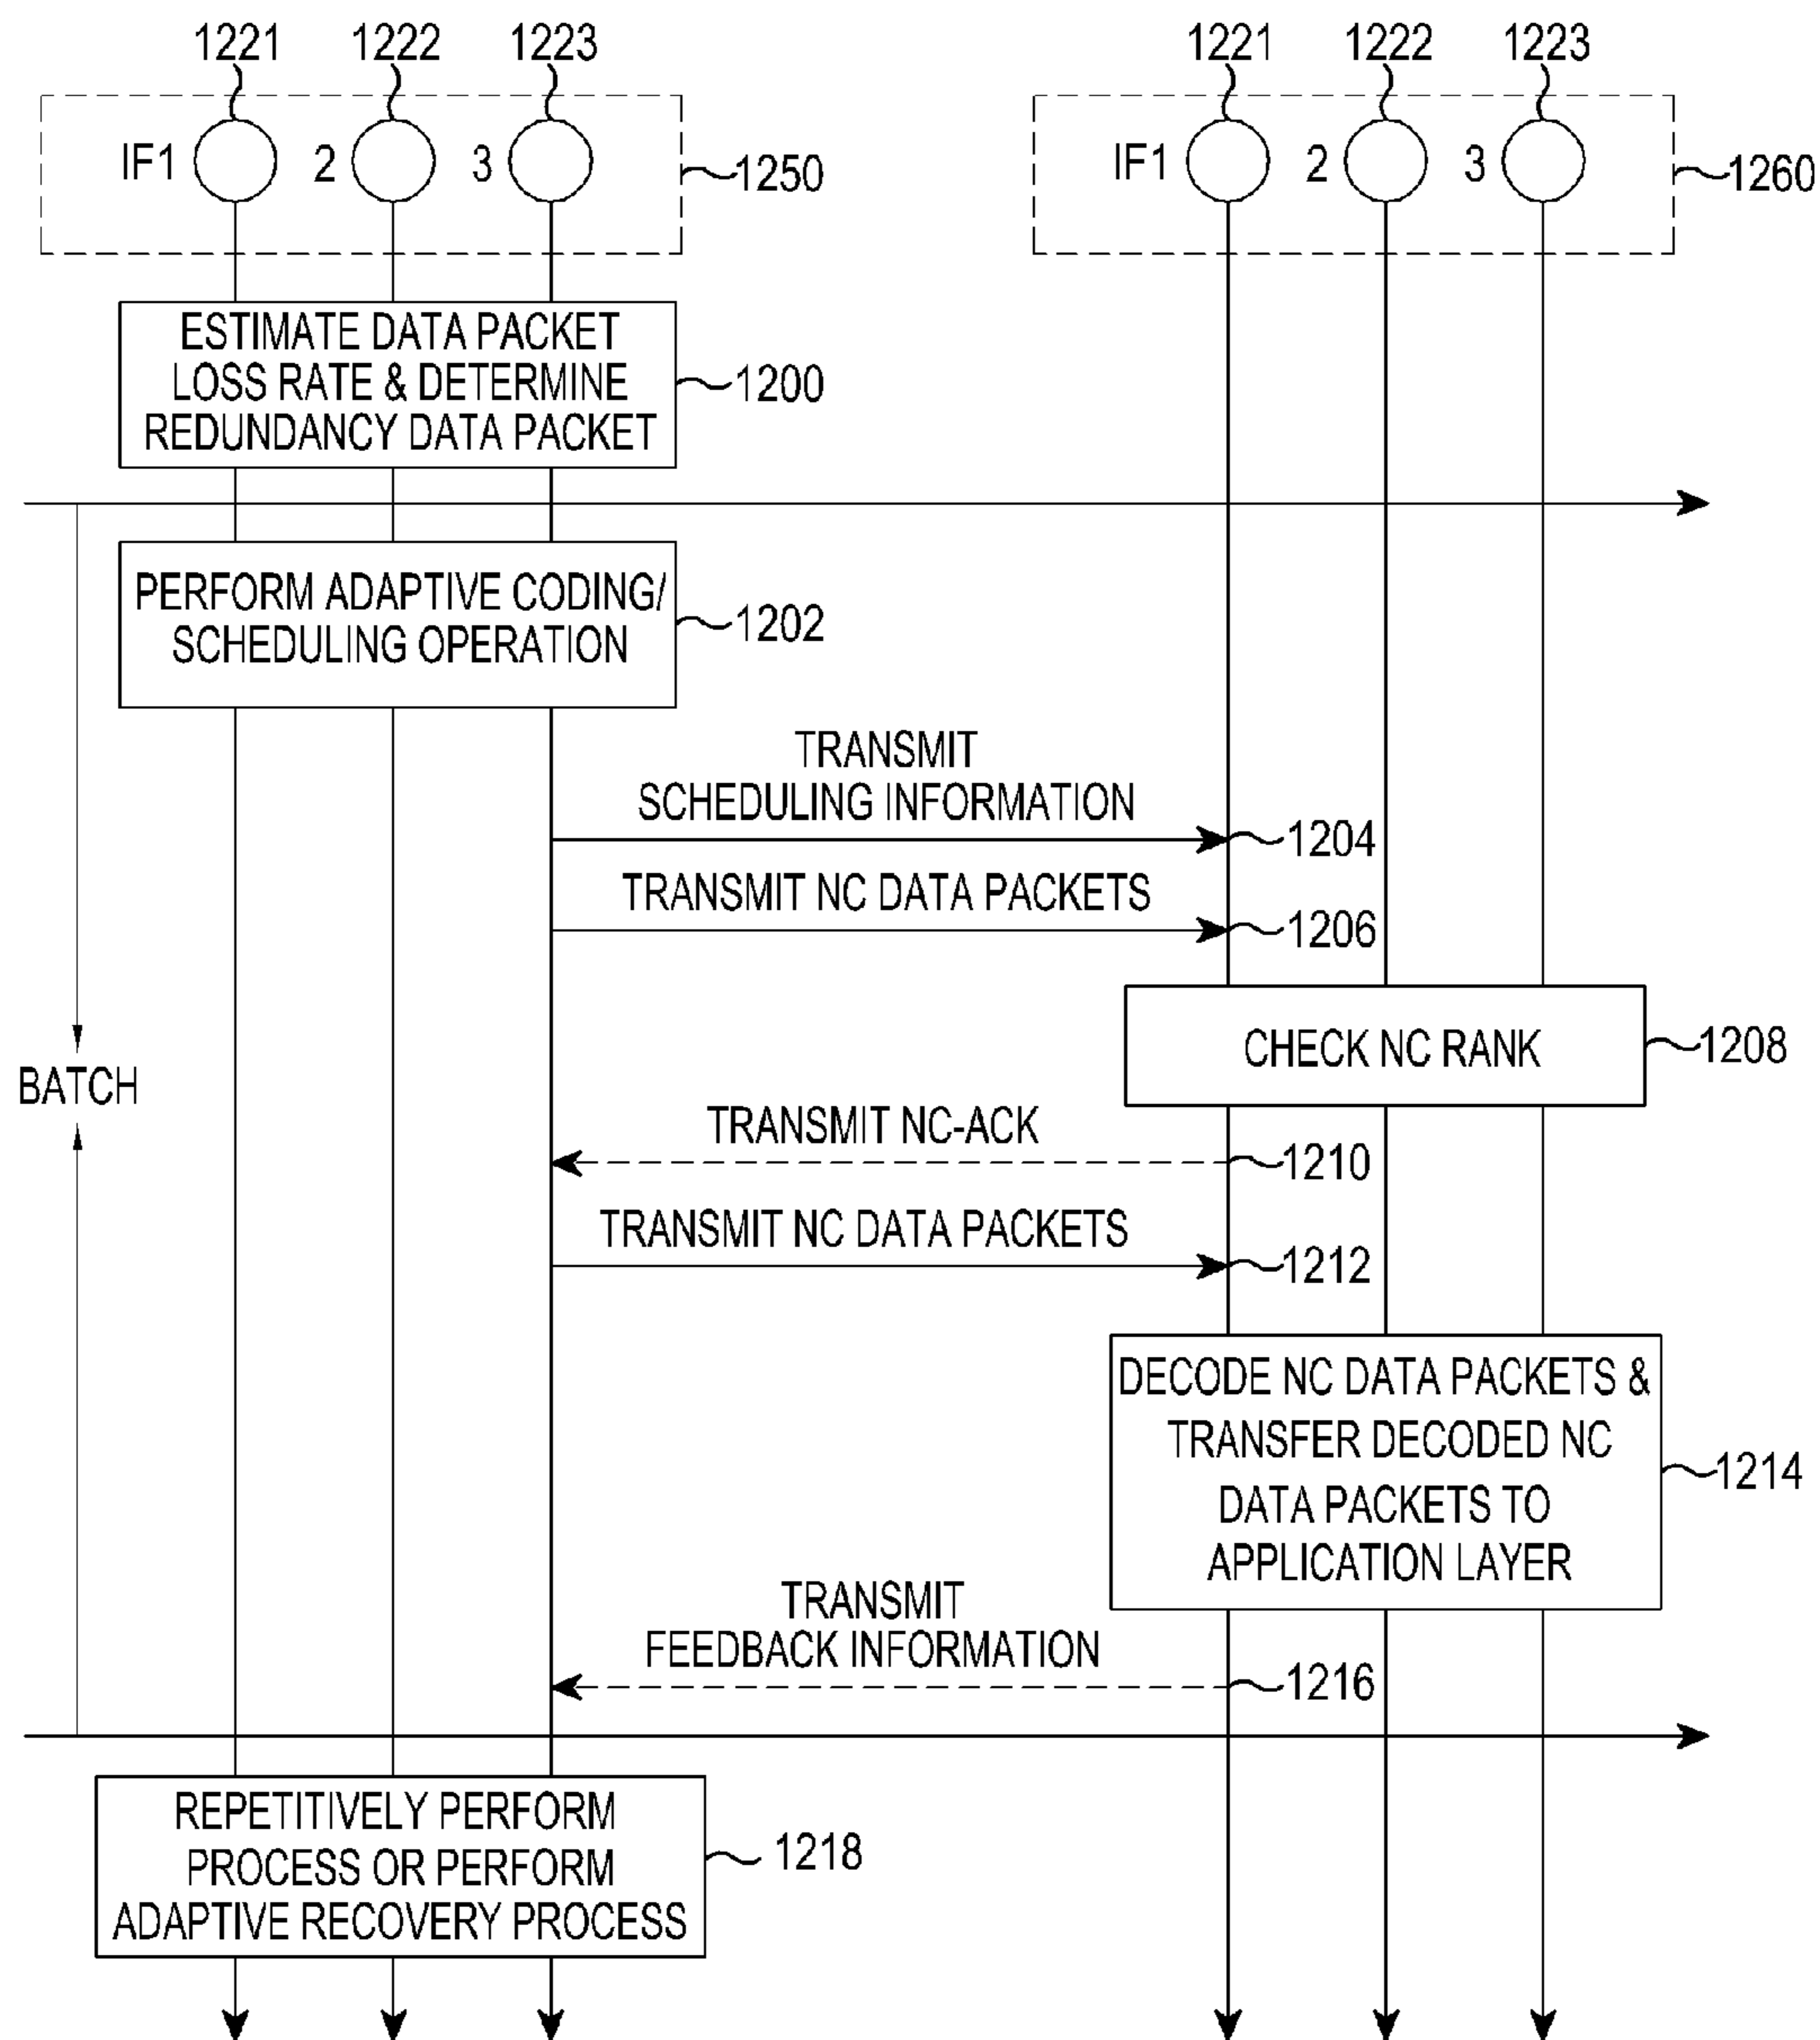 1221 1222 1223 1221 1222 1223
IF1 2 3 1250 IF1 2 3 1260
ESTIMATE DATA PACKET
LOSS RATE & DETERMINE
REDUNDANCY DATA PACKET
1200
PERFORM ADAPTIVE CODING/
SCHEDULING OPERATION
1202
TRANSMIT
SCHEDULING INFORMATION
1204
TRANSMIT NC DATA PACKETS
1206
CHECK NC RANK
1208
BATCH
TRANSMIT NC-ACK
1210
TRANSMIT NC DATA PACKETS
1212
DECODE NC DATA PACKETS &
TRANSFER DECODED NC
DATA PACKETS TO
APPLICATION LAYER
1214
TRANSMIT
FEEDBACK INFORMATION
1216
REPETITIVELY PERFORM
PROCESS OR PERFORM
ADAPTIVE RECOVERY PROCESS
1218